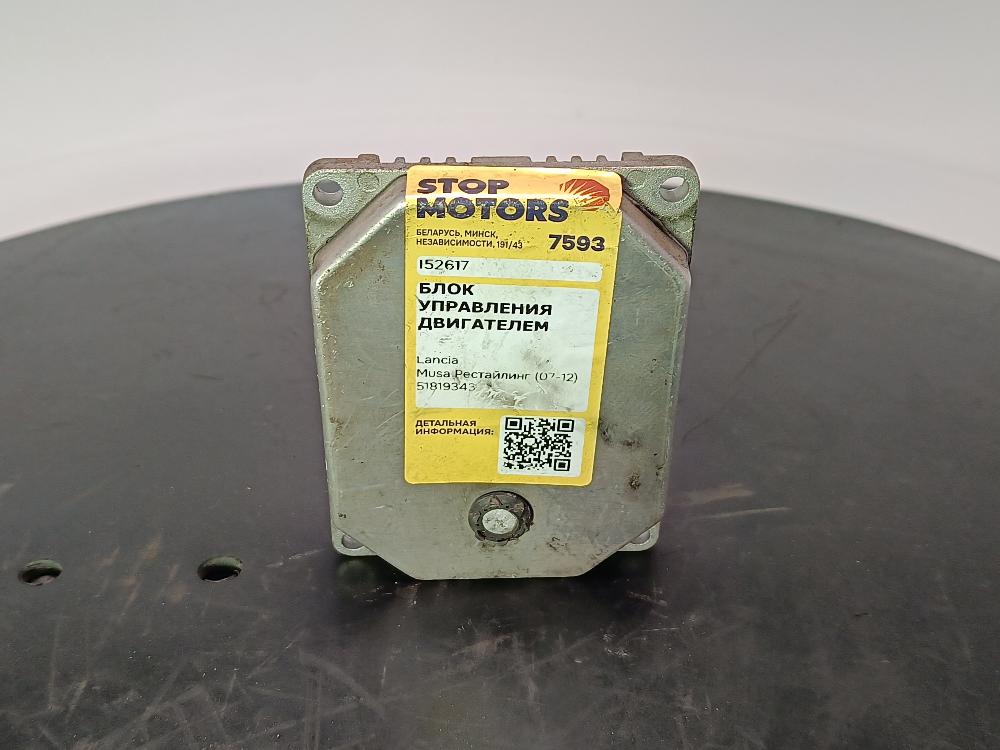 STOP
MOTORS
БЕЛАРУСЬ, МИНСК,
НЕЗАВИСИМОСТИ, 191/43
7593
I52617
БЛОК
УПРАВЛЕНИЯ
ДВИГАТЕЛЕМ
Lancia
Musa Рестайлинг (07-12)
51819343
ДЕТАЛЬНАЯ
ИНФОРМАЦИЯ: